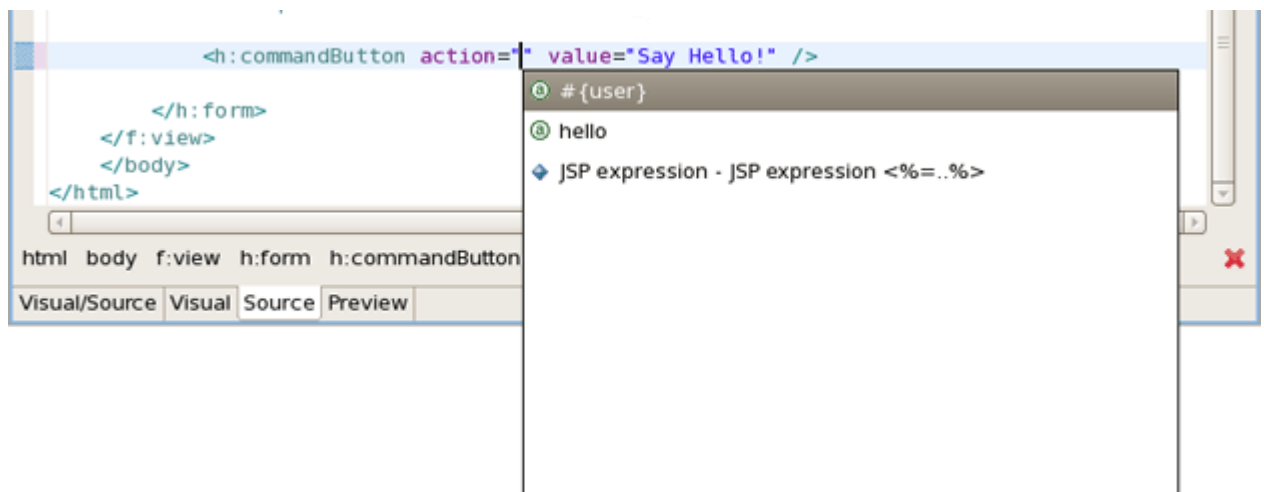 <h:commandButton action="" value="Say Hello!" />
#{user}
</h:form>
hello
</f:view>
</body>
JSP expression - JSP expression <%=..%>
</html>
html body f:view h:form h:commandButton
Visual/Source Visual Source Preview